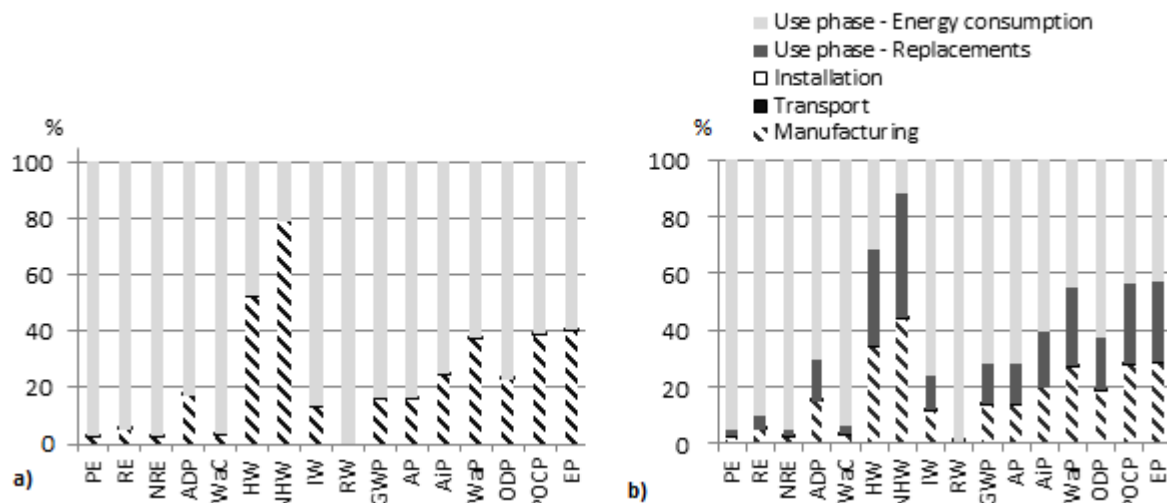 Use phase - Energy consumption
Use phase - Replacements
Installation
Transport
Manufacturing
%
100
80
60
40
20
0
PE RE NRE ADP WaC HW NHW IW RW GWP AP AiP WaP ODP POCP EP
a)
%
100
80
60
40
20
0
PE RE NRE ADP WaC HW NHW IW RW GWP AP AiP WaP ODP POCP EP
b)